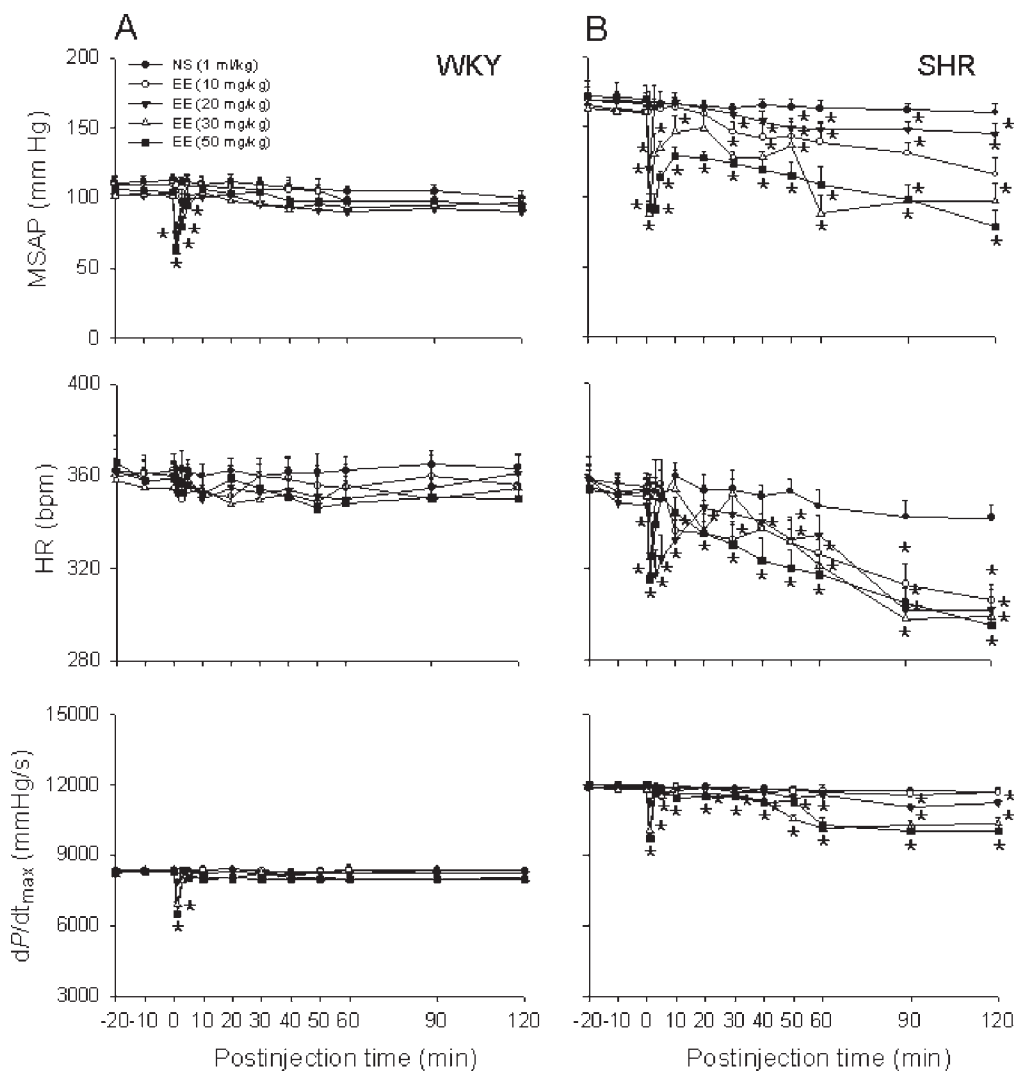 A
B
WKY
SHR
NS (1 ml/kg)
EE (10 mg/kg)
EE (20 mg/kg)
EE (30 mg/kg)
EE (50 mg/kg)
MSAP (mm Hg)
200
150
100
50
0
HR (bpm)
400
360
320
280
dP/dtmax (mmHg/s)
15000
12000
9000
6000
3000
-20 -10 0 10 20 30 40 50 60 90 120
-20 -10 0 10 20 30 40 50 60 90 120
Postinjection time (min)
Postinjection time (min)